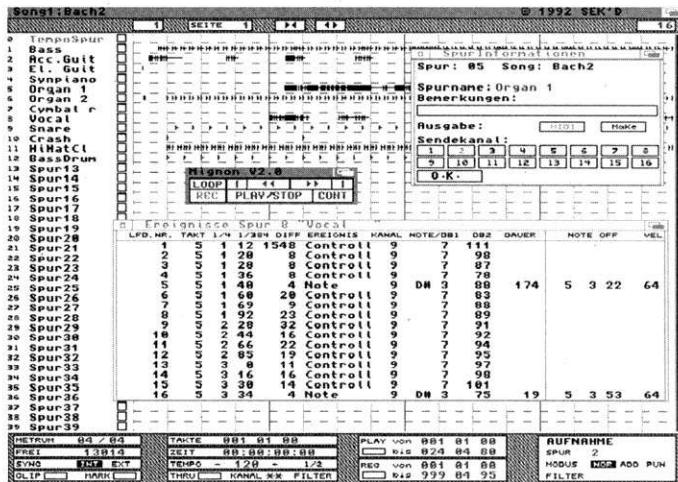 Song1:Bach2 © 1992 SEK'D
1 SEITE 1 16
0 TempoSpur
1 Bass
2 Acc.Guit
3 El. Guit
4 Synpiano
5 Organ 1
6 Organ 2
7 Cymbal r
8 Vocal
9 Snare
10 Crash
11 HiHatCl
12 BassDrum
13 Spur13
14 Spur14
15 Spur15
16 Spur16
17 Spur17
18 Spur18
19 Spur19
20 Spur20
21 Spur21
22 Spur22
23 Spur23
24 Spur24
25 Spur25
26 Spur26
27 Spur27
28 Spur28
29 Spur29
30 Spur30
31 Spur31
32 Spur32
33 Spur33
34 Spur34
35 Spur35
36 Spur36
37 Spur37
38 Spur38
39 Spur39
SpurInformationen
Spur: 05 Song: Bach2
Spurname: Organ 1
Bemerkungen:
Ausgabe: MIDI Make
Sendekanal:
1 2 3 4 5 6 7 8
9 10 11 12 13 14 15 16
O.K.
Mignon V2.0
LOOP
REC PLAY/STOP CONT
Ereignisse Spur 8 "Vocal "
LFD.NR. TAKT 1/4 1/384 DIFF EREIGNIS KANAL NOTE/DB1 DB2 DAUER NOTE OFF VEL
1 5 1 12 1548 Controll 9 7 111
2 5 1 20 8 Controll 9 7 98
3 5 1 28 8 Controll 9 7 87
4 5 1 36 8 Controll 9 7 78
5 5 1 40 4 Note 9 D# 3 80 174 5 3 22 64
6 5 1 60 20 Controll 9 7 83
7 5 1 69 9 Controll 9 7 88
8 5 1 92 23 Controll 9 7 89
9 5 2 28 32 Controll 9 7 91
10 5 2 44 16 Controll 9 7 92
11 5 2 66 22 Controll 9 7 94
12 5 2 85 19 Controll 9 7 95
13 5 3 0 11 Controll 9 7 97
14 5 3 16 16 Controll 9 7 98
15 5 3 30 14 Controll 9 7 101
16 5 3 34 4 Note 9 D# 3 75 19 5 3 53 64
METRUM 04 / 04
FREI 13014
SYNC INT EXT
CLIP MARK
TAKTE 001 01 00
ZEIT 00:00:00:00
TEMPO - 120 - 1/2
THRU KANAL ** FILTER
PLAY von 001 01 00
bis 024 04 80
REC von 001 01 00
bis 999 04 95
AUFNAHME
SPUR 2
MODUS NOR ADD PUN
FILTER